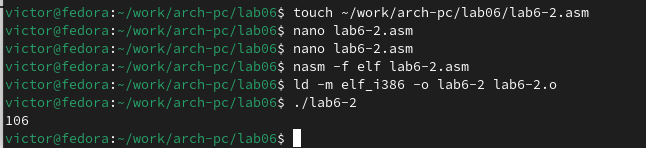 victor@fedora:~/work/arch-pc/lab06$ touch ~/work/arch-pc/lab06/lab6-2.asm
victor@fedora:~/work/arch-pc/lab06$ nano lab6-2.asm
victor@fedora:~/work/arch-pc/lab06$ nano lab6-2.asm
victor@fedora:~/work/arch-pc/lab06$ nasm -f elf lab6-2.asm
victor@fedora:~/work/arch-pc/lab06$ ld -m elf_i386 -o lab6-2 lab6-2.o
victor@fedora:~/work/arch-pc/lab06$ ./lab6-2
106
victor@fedora:~/work/arch-pc/lab06$